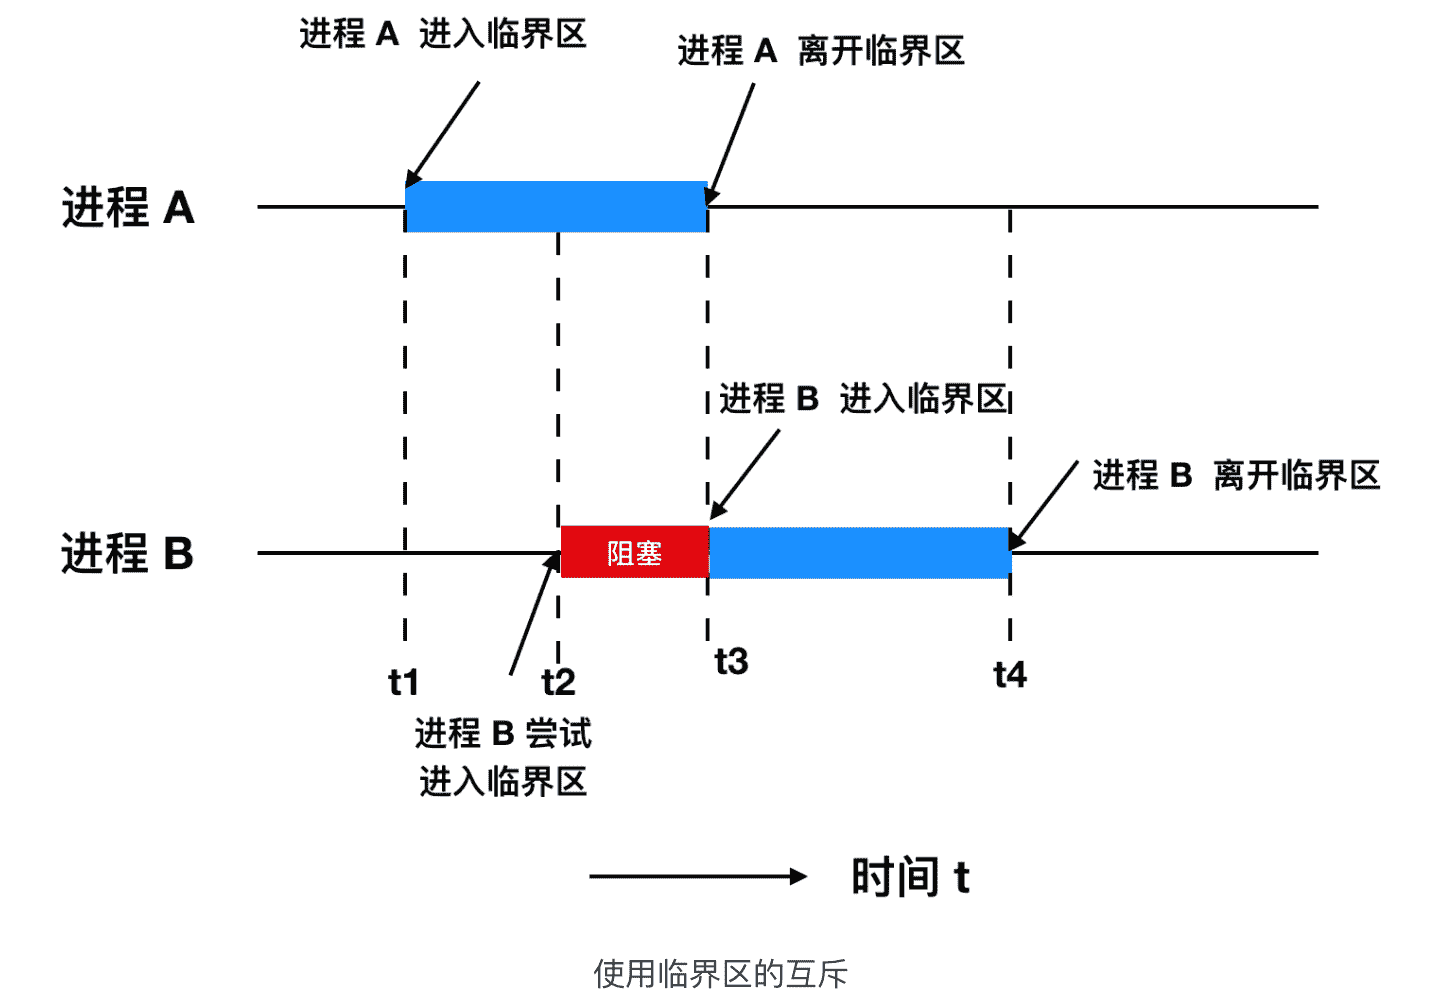 进程 A 进入临界区
进程 A 离开临界区
进程 A
进程 B 进入临界区
进程 B 离开临界区
进程 B
阻塞
t1
t2
t3
t4
进程 B 尝试
进入临界区
时间 t
使用临界区的互斥